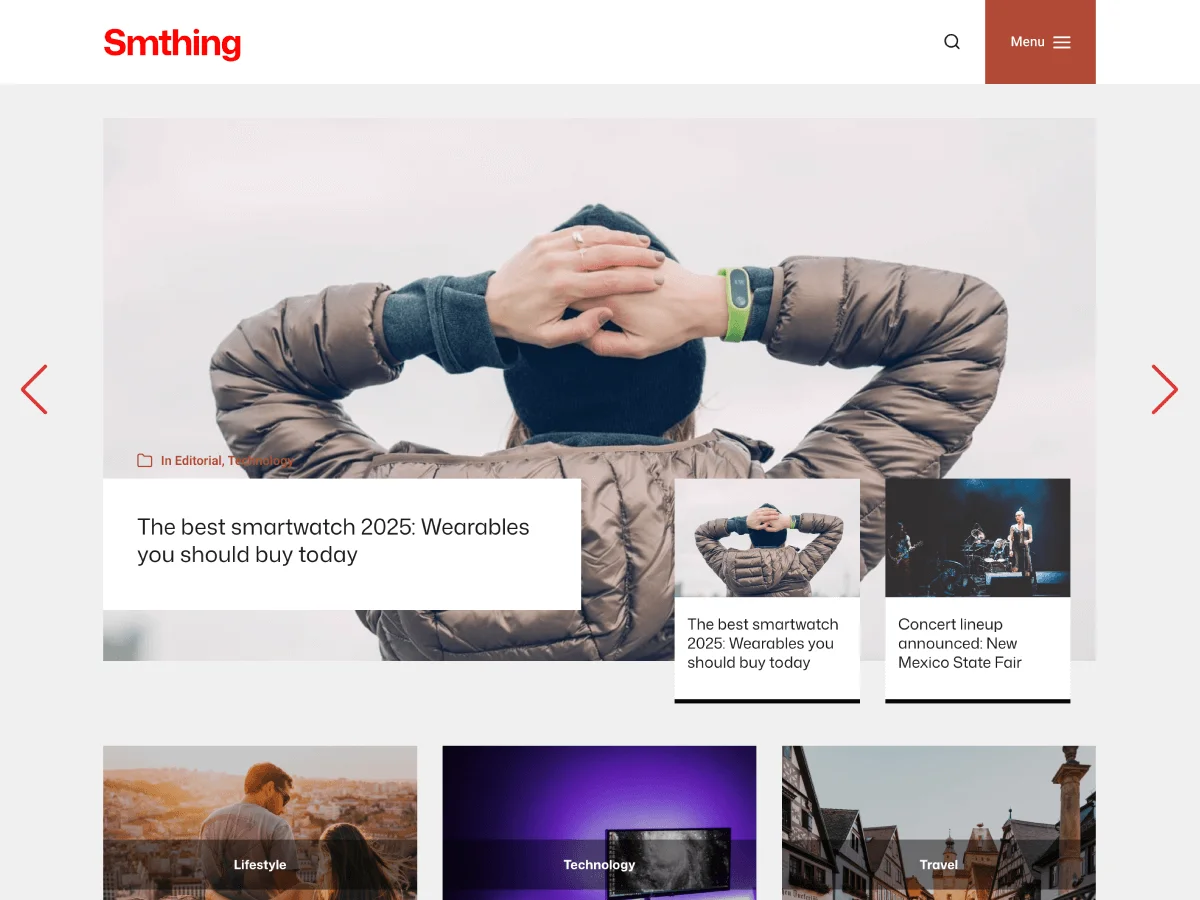 Smthing
Menu
In Editorial, Technology
The best smartwatch 2025: Wearables
you should buy today
The best smartwatch
2025: Wearables you
should buy today
Concert lineup
announced: New
Mexico State Fair
Lifestyle
Technology
Travel